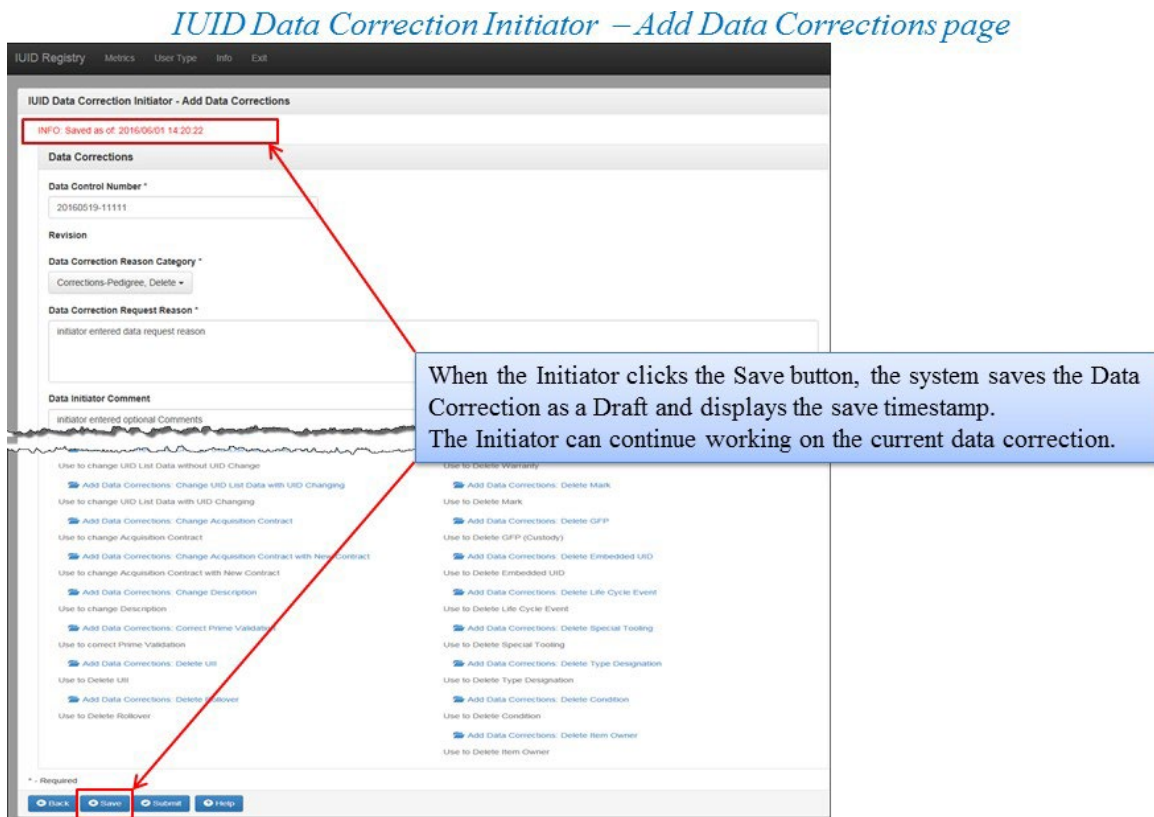 IUID Data Correction Initiator – Add Data Corrections page
IUID Registry Metrics User Type Info Exit
IUID Data Correction Initiator - Add Data Corrections
INFO: Saved as of: 2016/06/01 14:20:22
Data Corrections
Data Control Number *
20160519-11111
Revision
Data Correction Reason Category *
Corrections-Pedigree, Delete
Data Correction Request Reason *
initiator entered data request reason
Data Initiator Comment
initiator entered optional Comments
When the Initiator clicks the Save button, the system saves the Data
Correction as a Draft and displays the save timestamp.
The Initiator can continue working on the current data correction.
Use to change UID List Data without UID Change
Add Data Corrections: Change UID List Data with UID Changing
Use to change UID List Data with UID Changing
Add Data Corrections: Change Acquisition Contract
Use to change Acquisition Contract
Add Data Corrections: Change Acquisition Contract with New Contract
Use to change Acquisition Contract with New Contract
Add Data Corrections: Change Description
Use to change Description
Add Data Corrections: Correct Prime Validation
Use to correct Prime Validation
Add Data Corrections: Delete UII
Use to Delete UII
Add Data Corrections: Delete Rollover
Use to Delete Rollover
Use to Delete Warranty
Add Data Corrections: Delete Mark
Use to Delete Mark
Add Data Corrections: Delete GFP
Use to Delete GFP (Custody)
Add Data Corrections: Delete Embedded UID
Use to Delete Embedded UID
Add Data Corrections: Delete Life Cycle Event
Use to Delete Life Cycle Event
Add Data Corrections: Delete Special Tooling
Use to Delete Special Tooling
Add Data Corrections: Delete Type Designation
Use to Delete Type Designation
Add Data Corrections: Delete Condition
Use to Delete Condition
Add Data Corrections: Delete Item Owner
Use to Delete Item Owner
* - Required
Back Save Submit Help